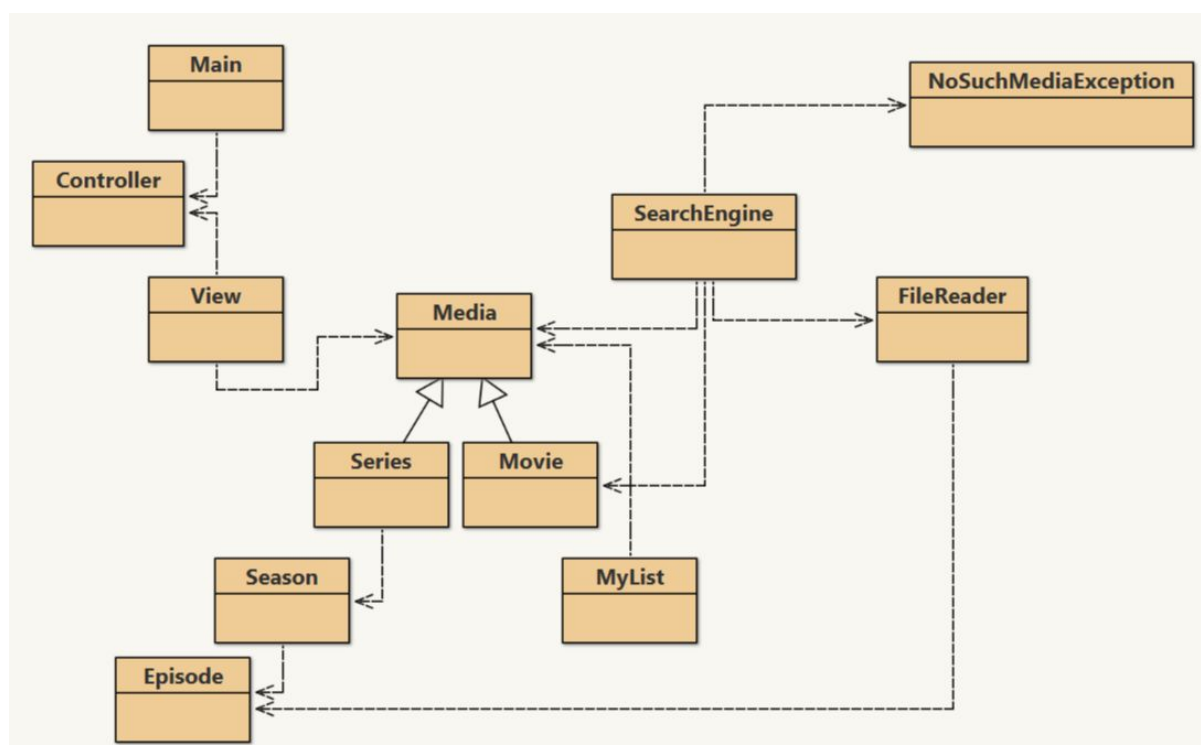 Main
NoSuchMediaException
Controller
SearchEngine
View
Media
FileReader
Series
Movie
Season
MyList
Episode